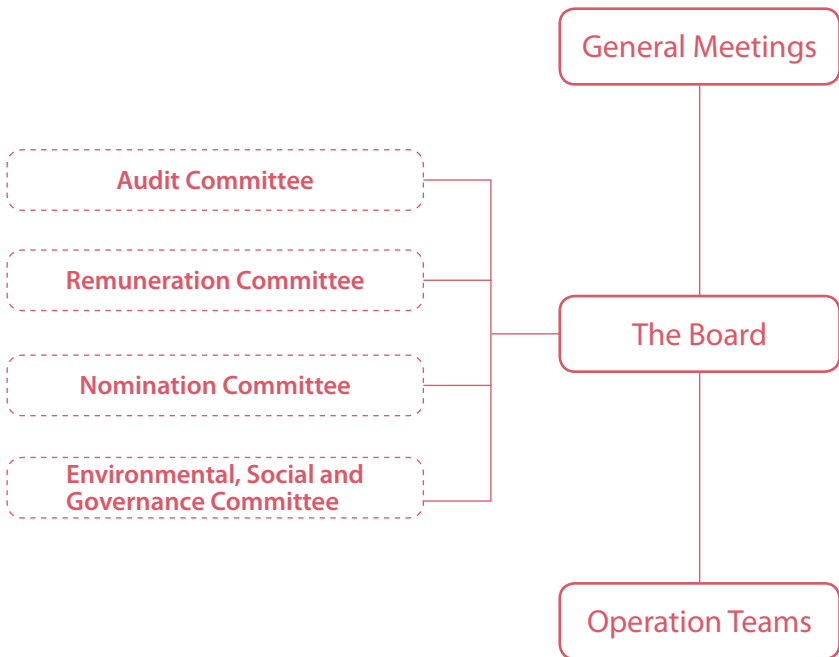 General Meetings
Audit Committee
Remuneration Committee
The Board
Nomination Committee
Environmental, Social and
Governance Committee
Operation Teams